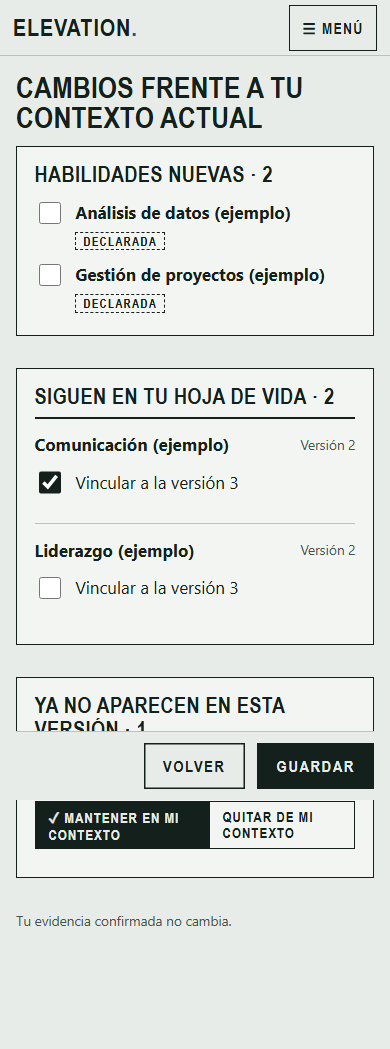 ELEVATION.
☰ MENÚ
CAMBIOS FRENTE A TU
CONTEXTO ACTUAL
HABILIDADES NUEVAS · 2
Análisis de datos (ejemplo)
DECLARADA
Gestión de proyectos (ejemplo)
DECLARADA
SIGUEN EN TU HOJA DE VIDA · 2
Comunicación (ejemplo)
Versión 2
Vincular a la versión 3
Liderazgo (ejemplo)
Versión 2
Vincular a la versión 3
YA NO APARECEN EN ESTA
VERSIÓN · 1
VOLVER
GUARDAR
✓ MANTENER EN MI
CONTEXTO
QUITAR DE MI
CONTEXTO
Tu evidencia confirmada no cambia.